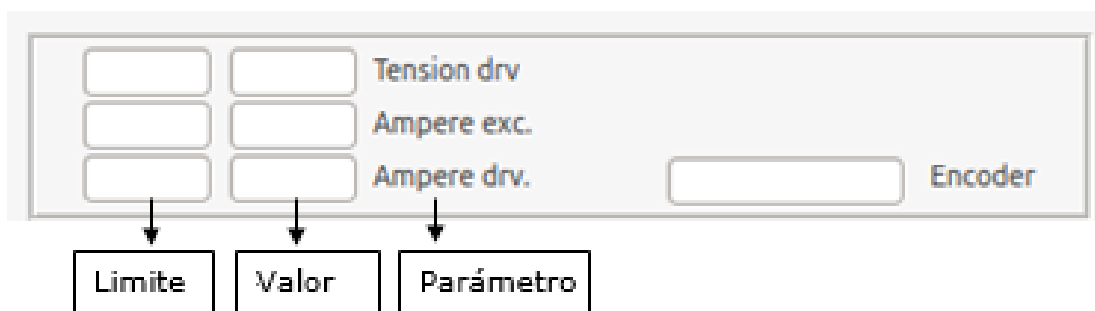 Tension drv
Ampere exc.
Ampere drv.
Encoder
Limite
Valor
Parámetro